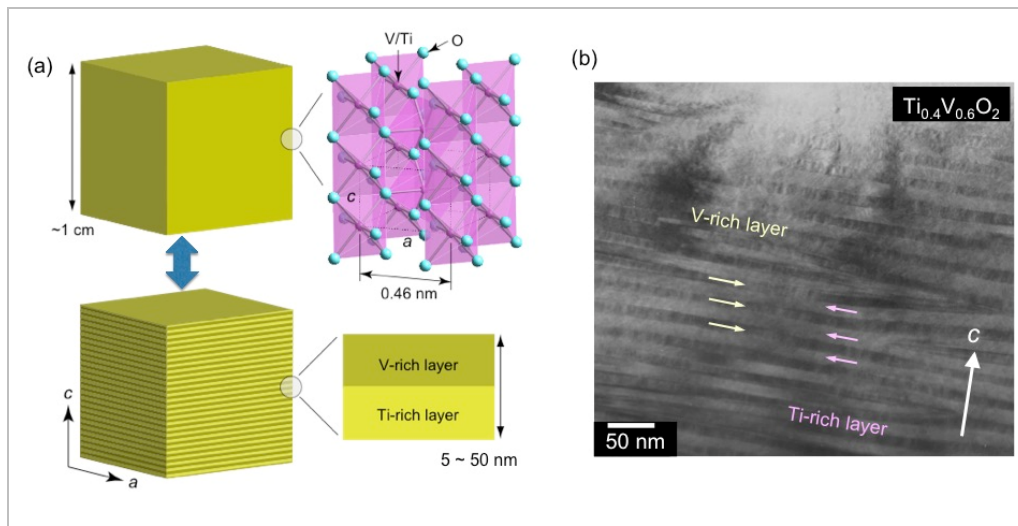 (a)
V/Ti
O
~1 cm
c
a
0.46 nm
c
a
V-rich layer
Ti-rich layer
5 ~ 50 nm
(b)
Ti0.4V0.6O2
V-rich layer
c
Ti-rich layer
50 nm